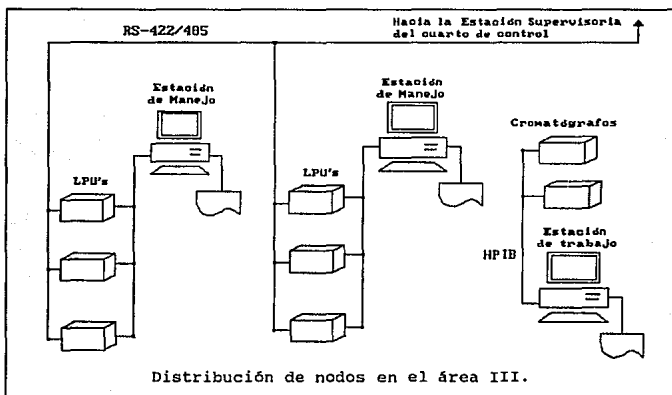 RS-422/485
Hacia la Estación Supervisoria
del cuarto de control
Estación
de Manejo
LPU's
Estación
de Manejo
LPU's
Cromatógrafos
HPIB
Estación
de trabajo
Distribución de nodos en el área III.